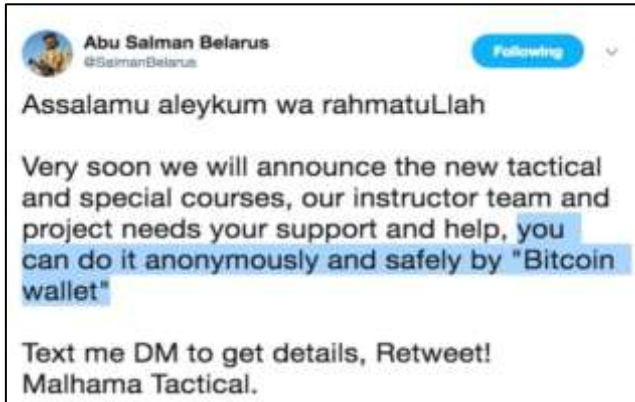 Abu Salman Belarus
@SalmanBelarus
Following
Assalamu aleykum wa rahmatuLlah
Very soon we will announce the new tactical
and special courses, our instructor team and
project needs your support and help, you
can do it anonymously and safely by "Bitcoin
wallet"
Text me DM to get details, Retweet!
Malhama Tactical.